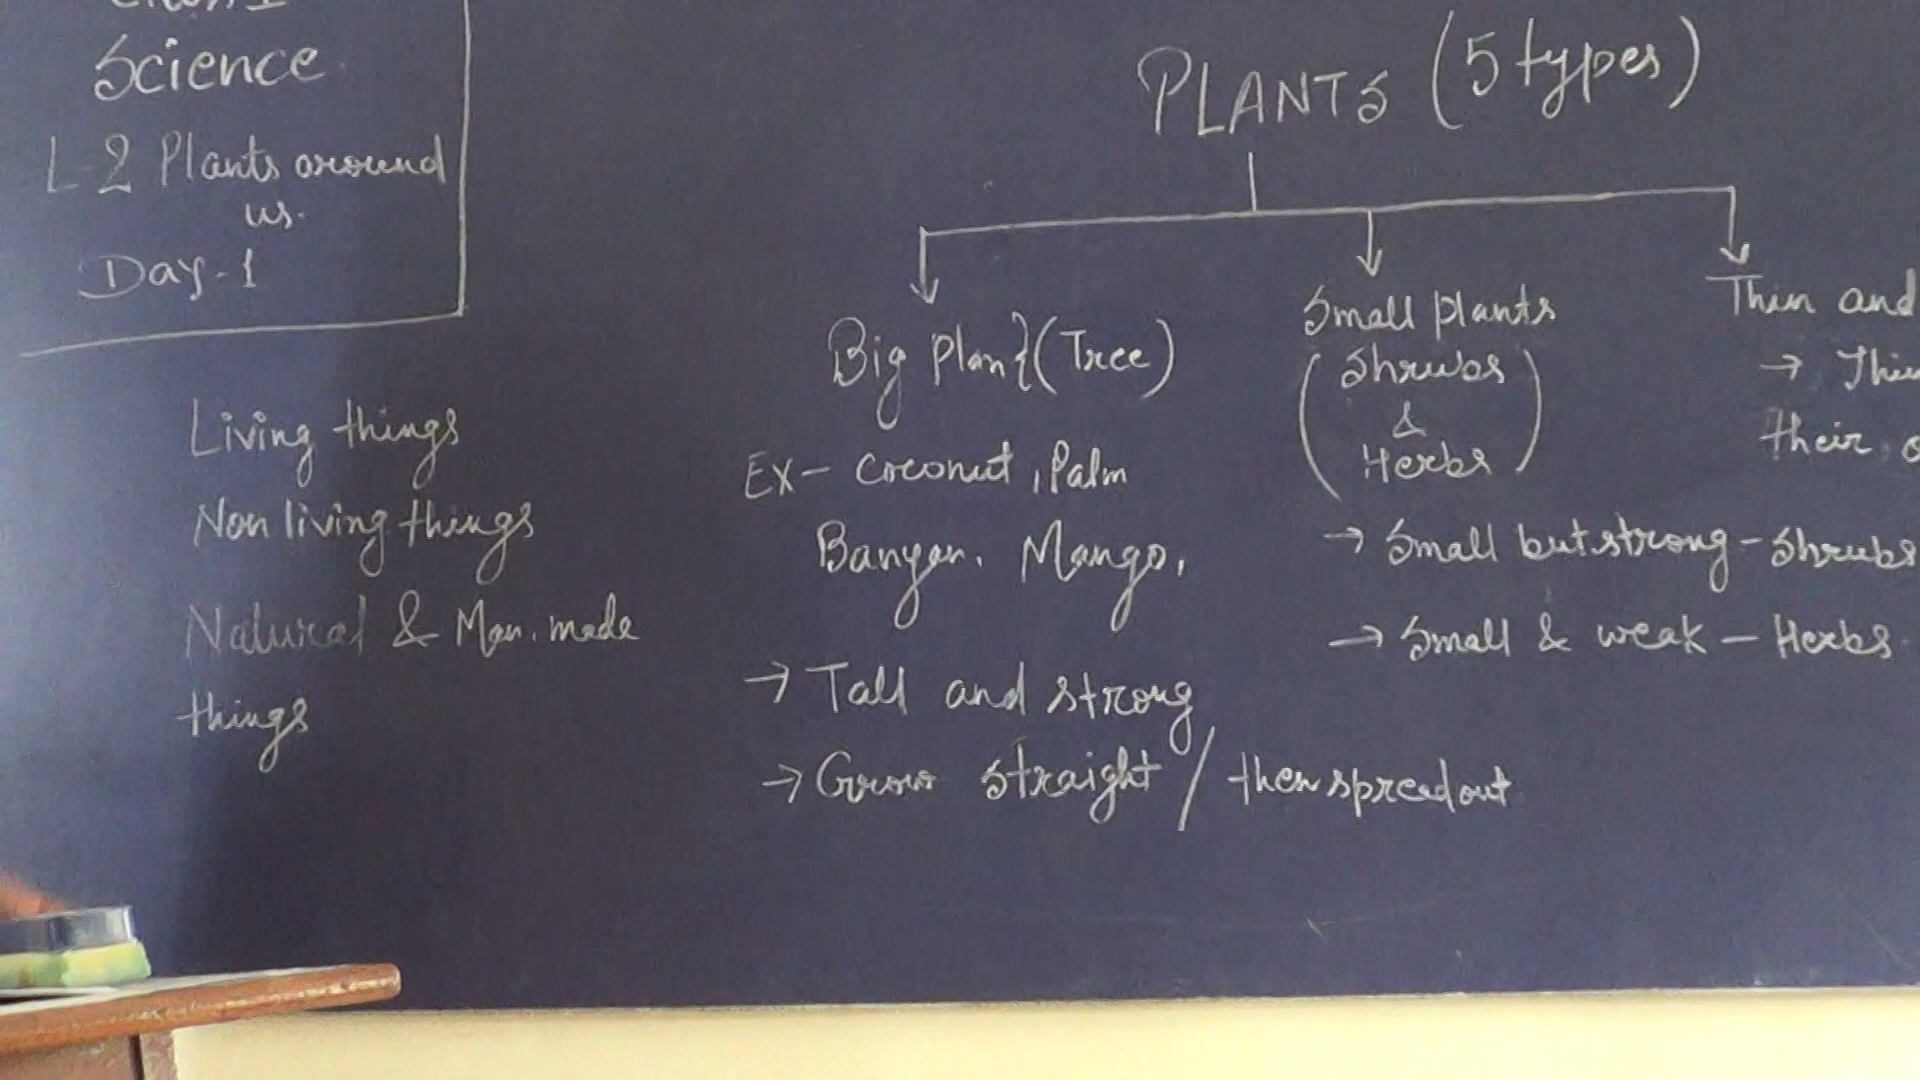 Science
L-2 Plants around
us.
Day-1
Living things
Non living things
Natural & Man.made
things
PLANTS (5 types)
Big Plant (Tree)
Ex- Coconut, Palm
Banyan. Mango,
→ Tall and strong
→ Grow straight / then spread out
Small plants
(Shrubs
&
Herbs)
→ Small but strong - Shrubs
→ Small & weak - Herbs.
Thin and
→
their